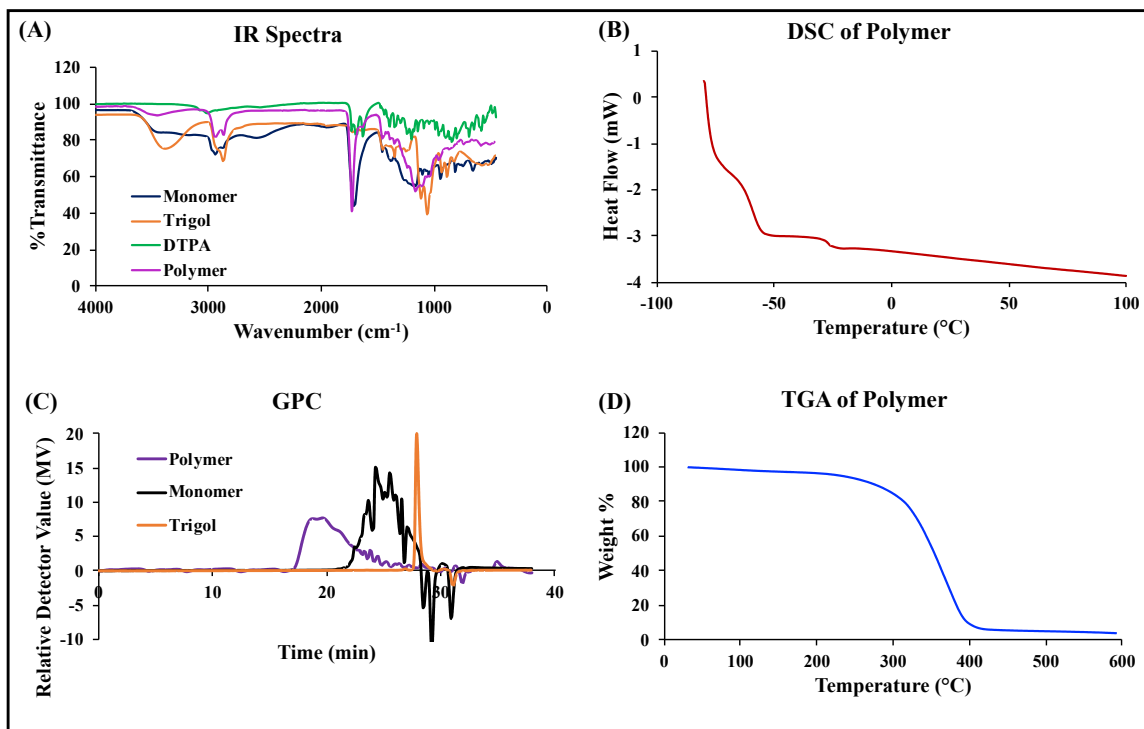 (A)
IR Spectra
120
100
80
60
40
20
0
4000
3000
2000
1000
0
%Transmittance
Wavenumber (cm-1)
Monomer
Trigol
DTPA
Polymer
(B)
DSC of Polymer
1
0
-1
-2
-3
-4
-100
-50
0
50
100
Heat Flow (mW)
Temperature (°C)
(C)
GPC
20
15
10
5
0
-5
-10
0
20
30
40
10
Relative Detector Value (MV)
Time (min)
Polymer
Monomer
Trigol
(D)
TGA of Polymer
120
100
80
60
40
20
0
0
100
200
300
400
500
600
Weight %
Temperature (°C)